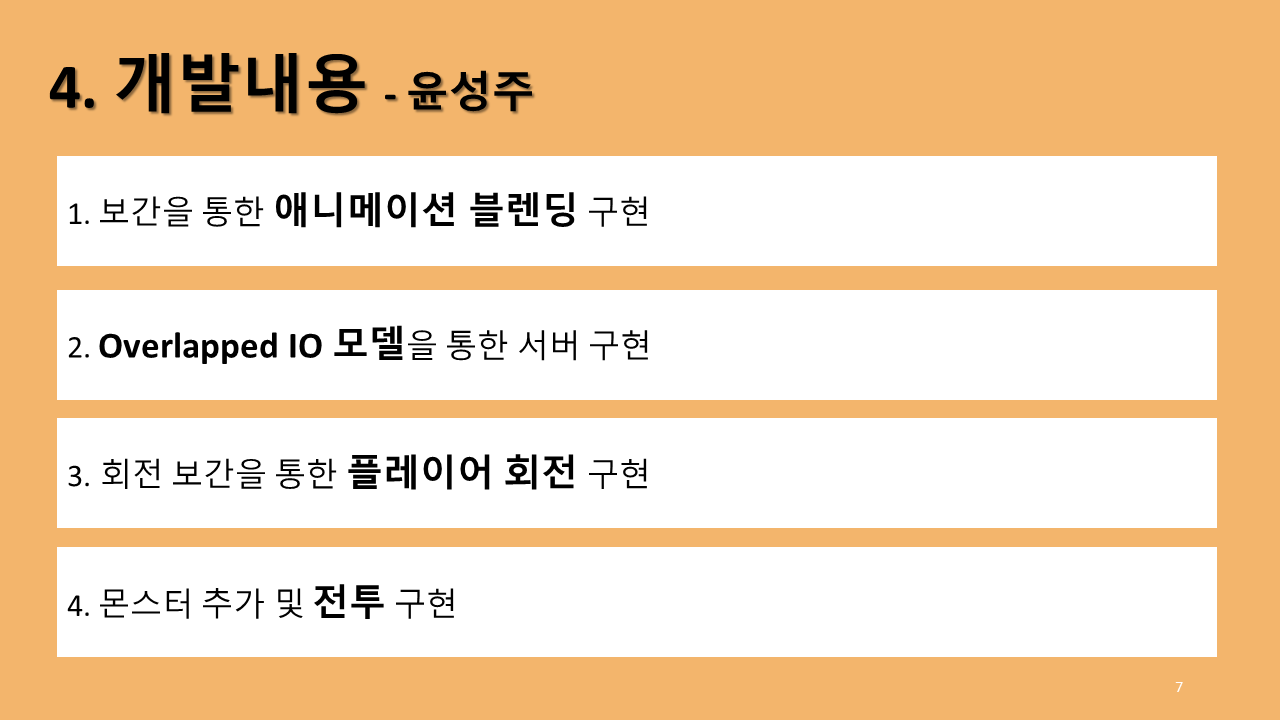 4. 개발내용 - 윤성주
1. 보간을 통한 애니메이션 블렌딩 구현
2. Overlapped IO 모델을 통한 서버 구현
3. 회전 보간을 통한 플레이어 회전 구현
4. 몬스터 추가 및 전투 구현
7